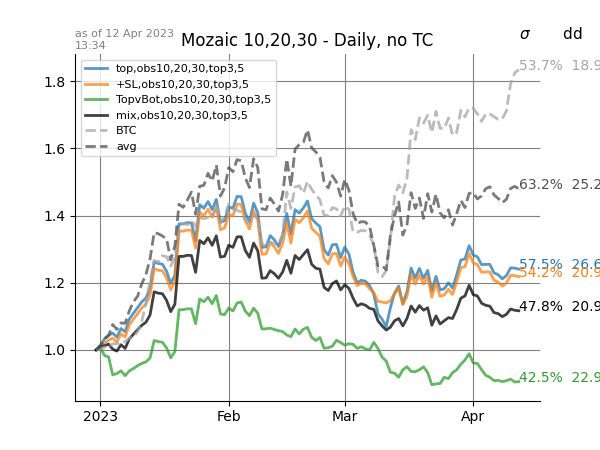 as of 12 Apr 2023
13:34
Mozaic 10,20,30 - Daily, no TC
σ dd
top,obs10,20,30,top3,5
+SL,obs10,20,30,top3,5
TopvBot,obs10,20,30,top3,5
mix,obs10,20,30,top3,5
BTC
avg
1.8
1.6
1.4
1.2
1.0
53.7% 18.9
63.2% 25.2
57.5% 26.6
54.2% 20.9
47.8% 20.9
42.5% 22.9
2023 Feb Mar Apr